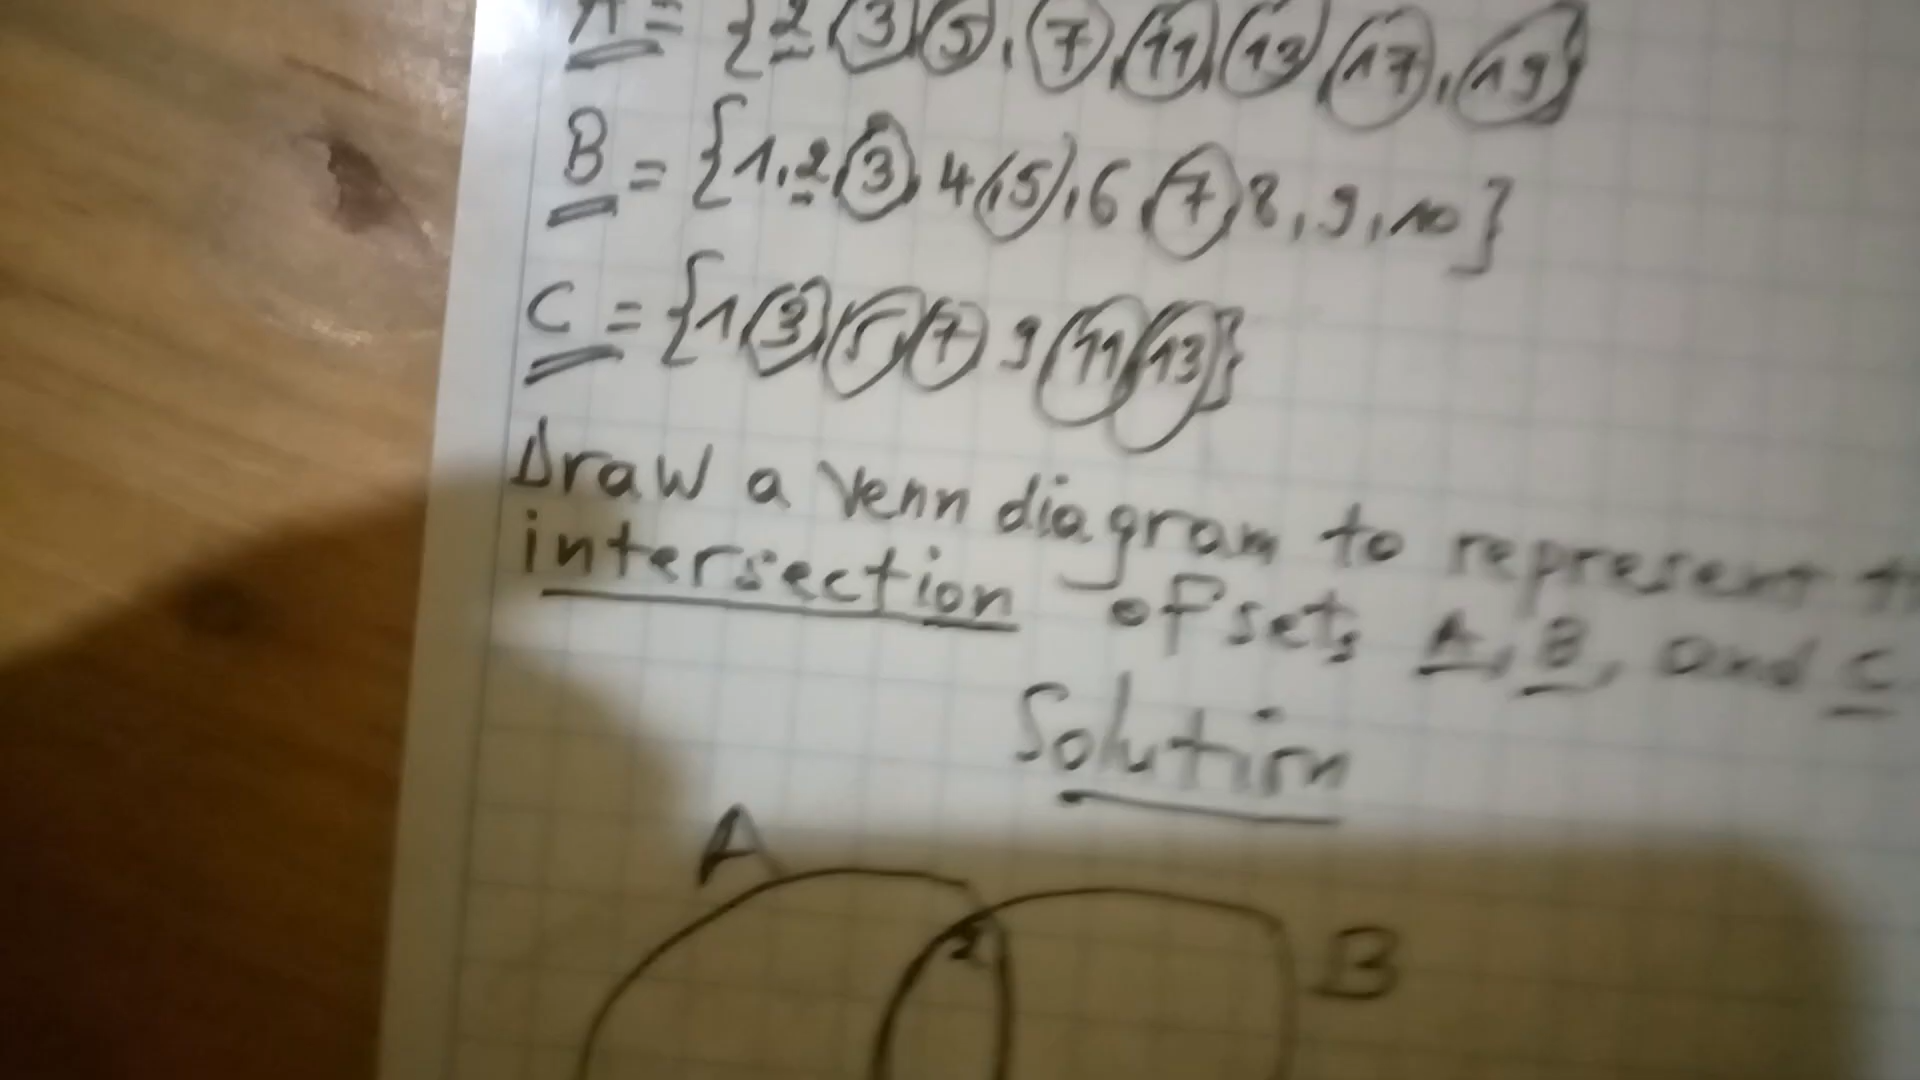 A = {2 3 5, 7, 11, 13, 17, 19}
B = {1, 2, 3, 4, 5, 6, 7, 8, 9, 10}
C = {1 3, 5, 7 9 11, 13}
Draw a Venn diagram to represent
intersection of sets A, B, and C
Solution
A
B
2